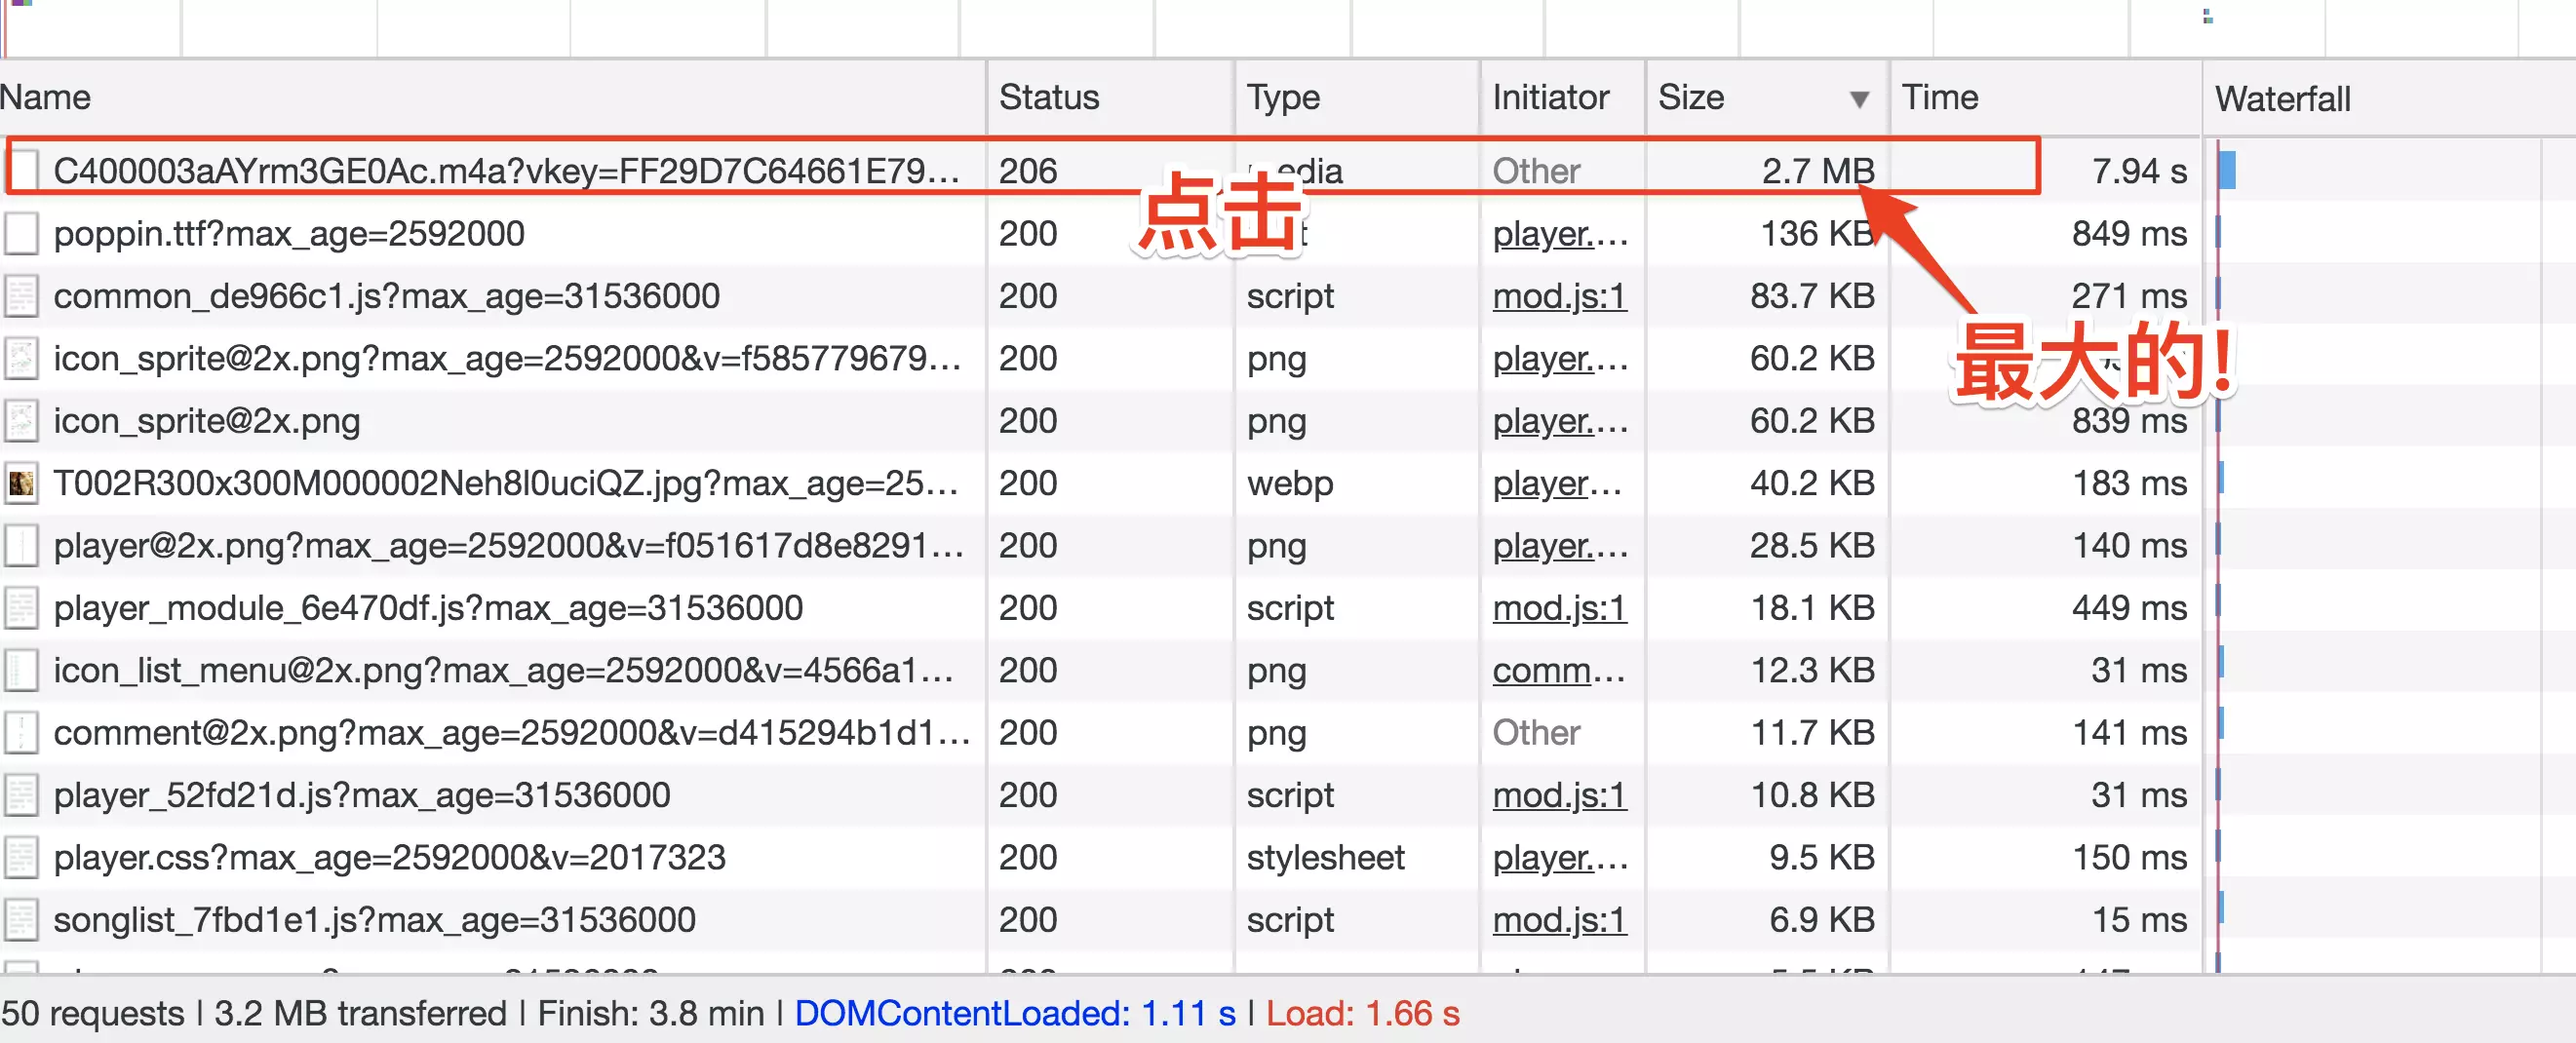 Name Status Type Initiator Size ▼ Time Waterfall
C400003aAYrm3GE0Ac.m4a?vkey=FF29D7C64661E79... 206 Other 2.7 MB 7.94 s
点击
poppin.ttf?max_age=2592000 200 player.... 136 KB 849 ms
common_de966c1.js?max_age=31536000 200 script mod.js:1 83.7 KB 271 ms
最大的!
icon_sprite@2x.png?max_age=2592000&v=f585779679... 200 png player.... 60.2 KB
icon_sprite@2x.png 200 png player.... 60.2 KB 839 ms
T002R300x300M000002Neh8l0uciQZ.jpg?max_age=25... 200 webp player... 40.2 KB 183 ms
player@2x.png?max_age=2592000&v=f051617d8e8291... 200 png player.... 28.5 KB 140 ms
player_module_6e470df.js?max_age=31536000 200 script mod.js:1 18.1 KB 449 ms
icon_list_menu@2x.png?max_age=2592000&v=4566a1... 200 png comm... 12.3 KB 31 ms
comment@2x.png?max_age=2592000&v=d415294b1d1... 200 png Other 11.7 KB 141 ms
player_52fd21d.js?max_age=31536000 200 script mod.js:1 10.8 KB 31 ms
player.css?max_age=2592000&v=2017323 200 stylesheet player.... 9.5 KB 150 ms
songlist_7fbd1e1.js?max_age=31536000 200 script mod.js:1 6.9 KB 15 ms
50 requests | 3.2 MB transferred | Finish: 3.8 min | DOMContentLoaded: 1.11 s | Load: 1.66 s